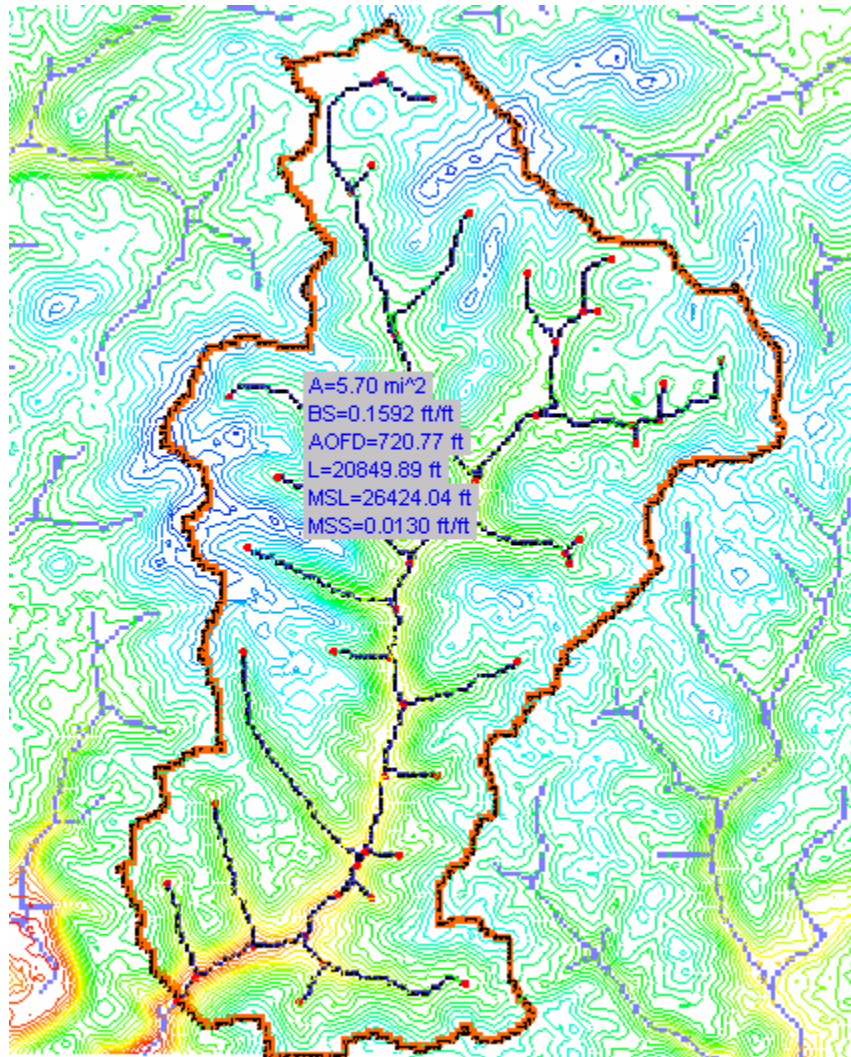 A=5.70 mi^2
BS=0.1592 ft/ft
AOFD=720.77 ft
L=20849.89 ft
MSL=26424.04 ft
MSS=0.0130 ft/ft